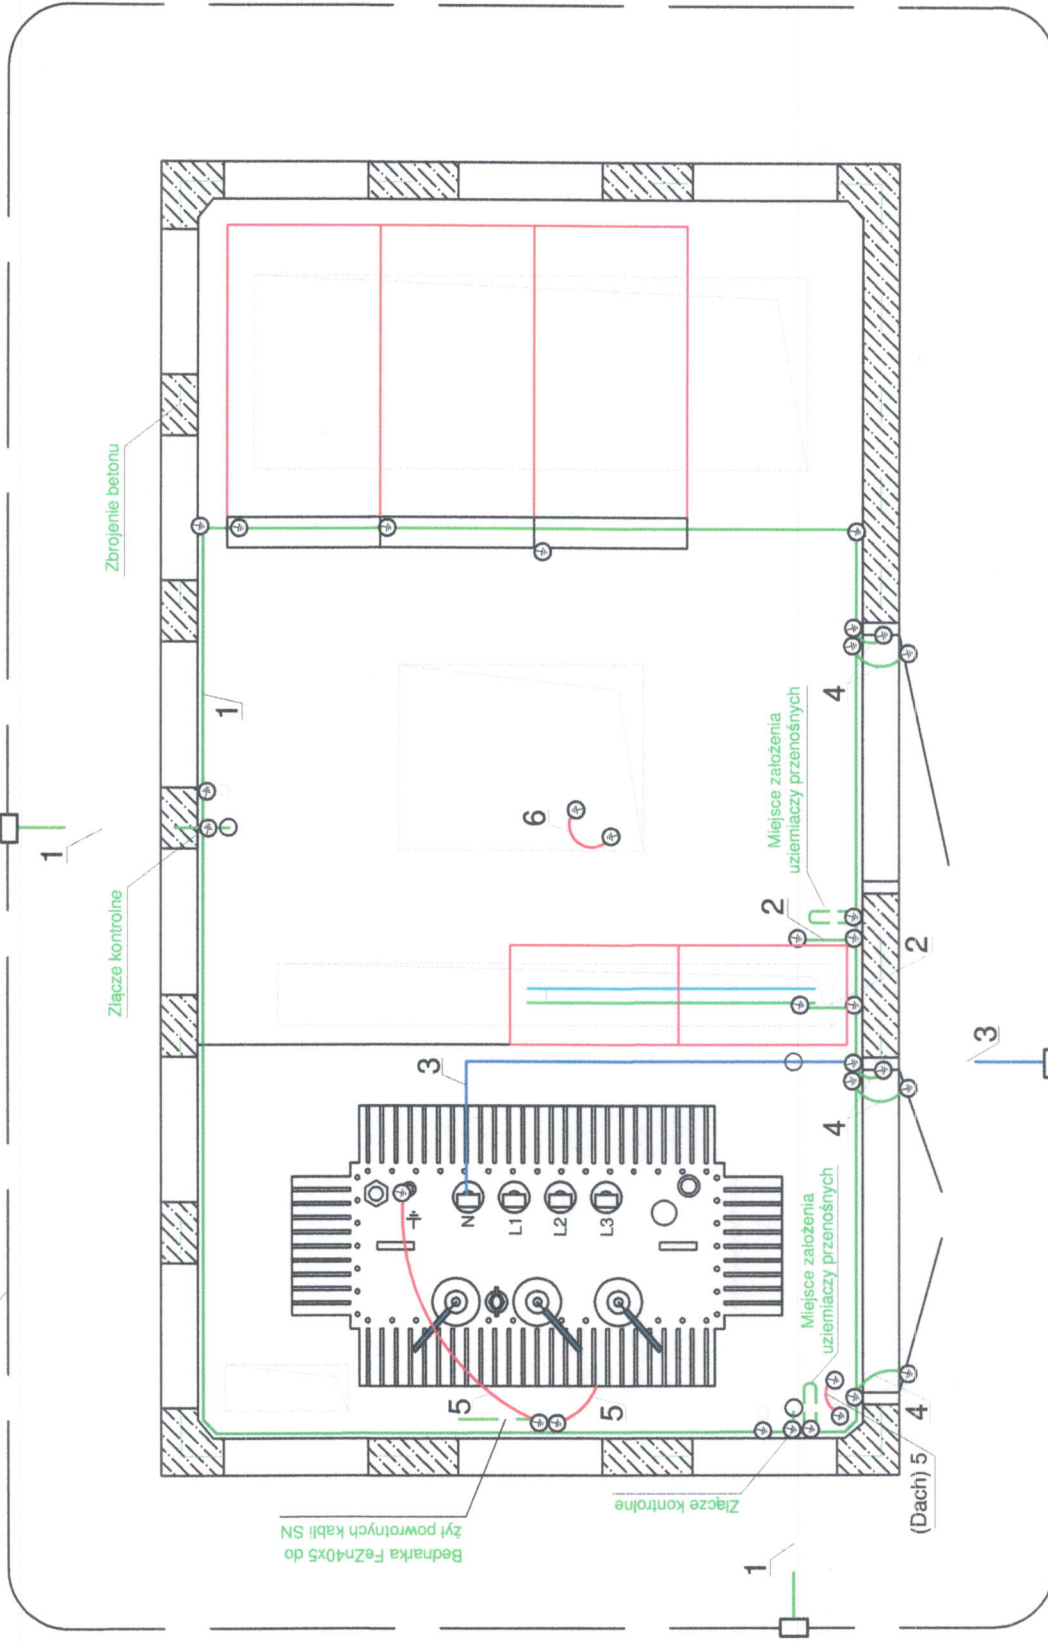 Zbrojenie betonu
Złącze kontrolne
1
1
6
Miejsce założenia
uziemiaczy przenośnych
4
2
2
3
3
4
N
L1
L2
L3
5
5
Miejsce założenia
uziemiaczy przenośnych
4
(Dach) 5
Złącze kontrolne
Bednarka FeZn40x5 do
żył powrotnych kabli SN
1